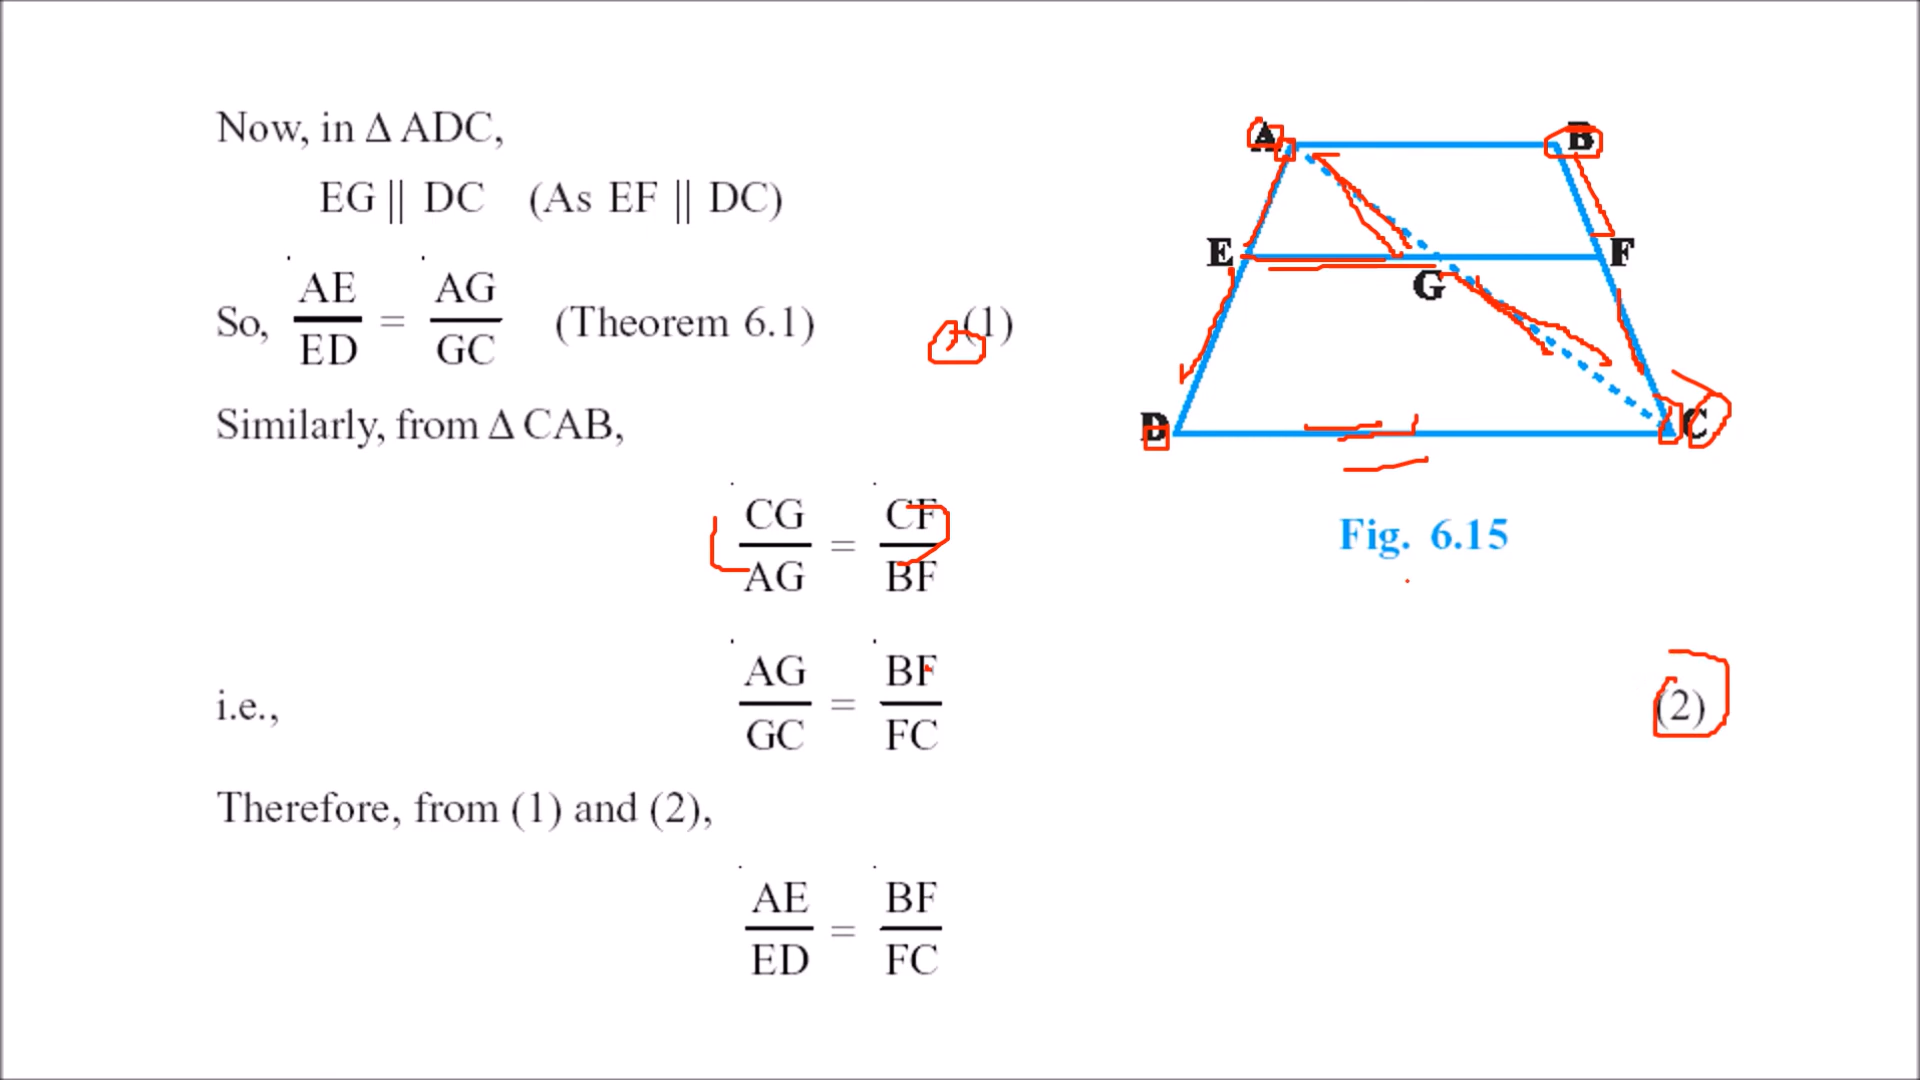 Now, in Δ ADC,
EG || DC (As EF || DC)
So, AE/ED = AG/GC (Theorem 6.1) (1)
Similarly, from Δ CAB,
CG/AG = CF/BF
i.e., AG/GC = BF/FC (2)
Therefore, from (1) and (2),
AE/ED = BF/FC
A B
E F
G
D C
Fig. 6.15